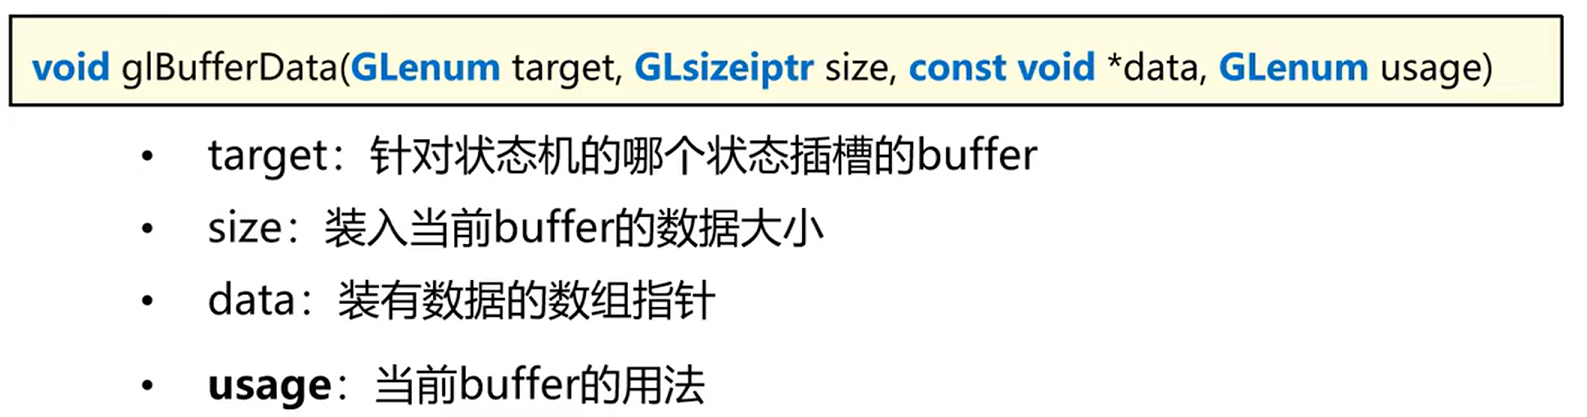 void glBufferData(GLenum target, GLsizeiptr size, const void *data, GLenum usage)
• target：针对状态机的哪个状态插槽的buffer
• size：装入当前buffer的数据大小
• data：装有数据的数组指针
• usage：当前buffer的用法